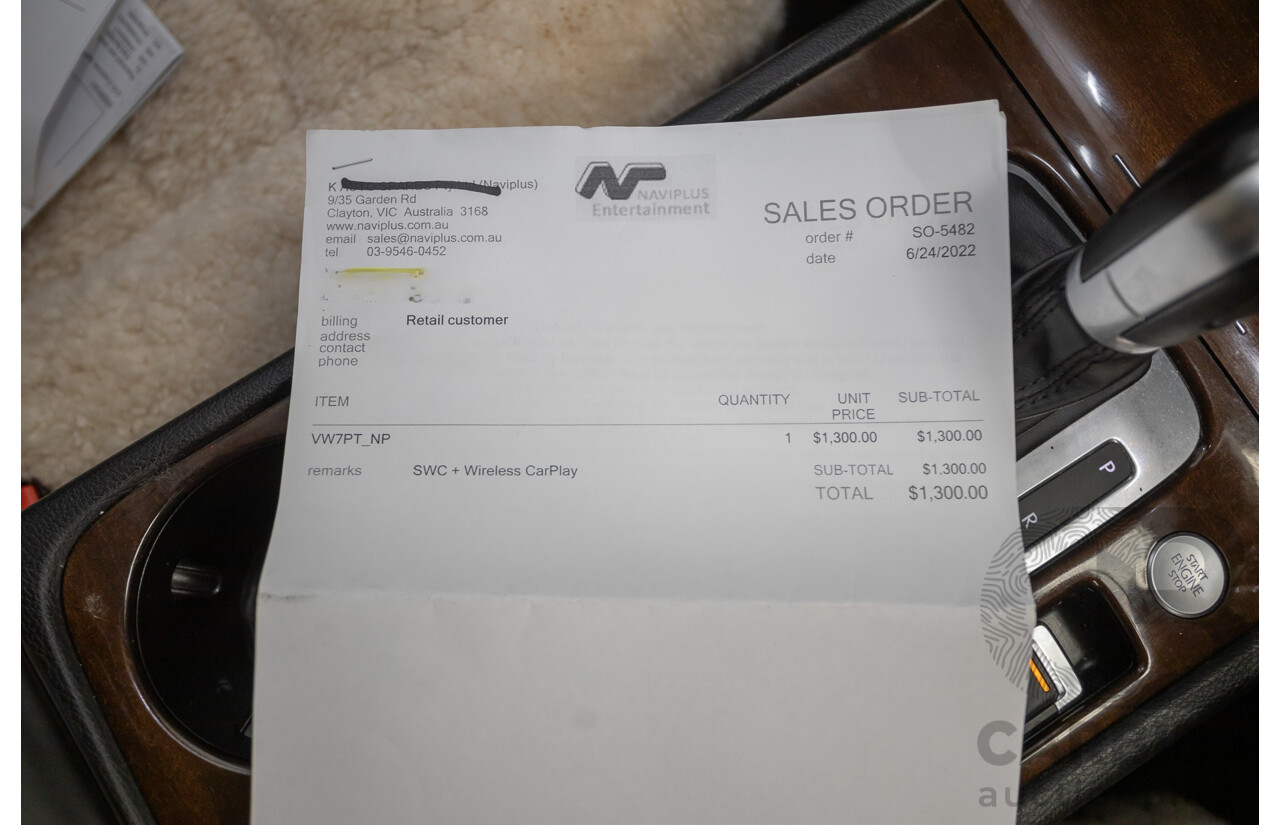 (Naviplus)
9/35 Garden Rd
Clayton, VIC Australia 3168
www.naviplus.com.au
email sales@naviplus.com.au
tel 03-9546-0452
NAVIPLUS
Entertainment
SALES ORDER
order # SO-5482
date 6/24/2022
billing Retail customer
address
contact
phone
ITEM QUANTITY UNIT PRICE SUB-TOTAL
VW7PT_NP 1 $1,300.00 $1,300.00
remarks SWC + Wireless CarPlay SUB-TOTAL $1.300.00
TOTAL $1,300.00
P
R
START
ENGINE
STOP